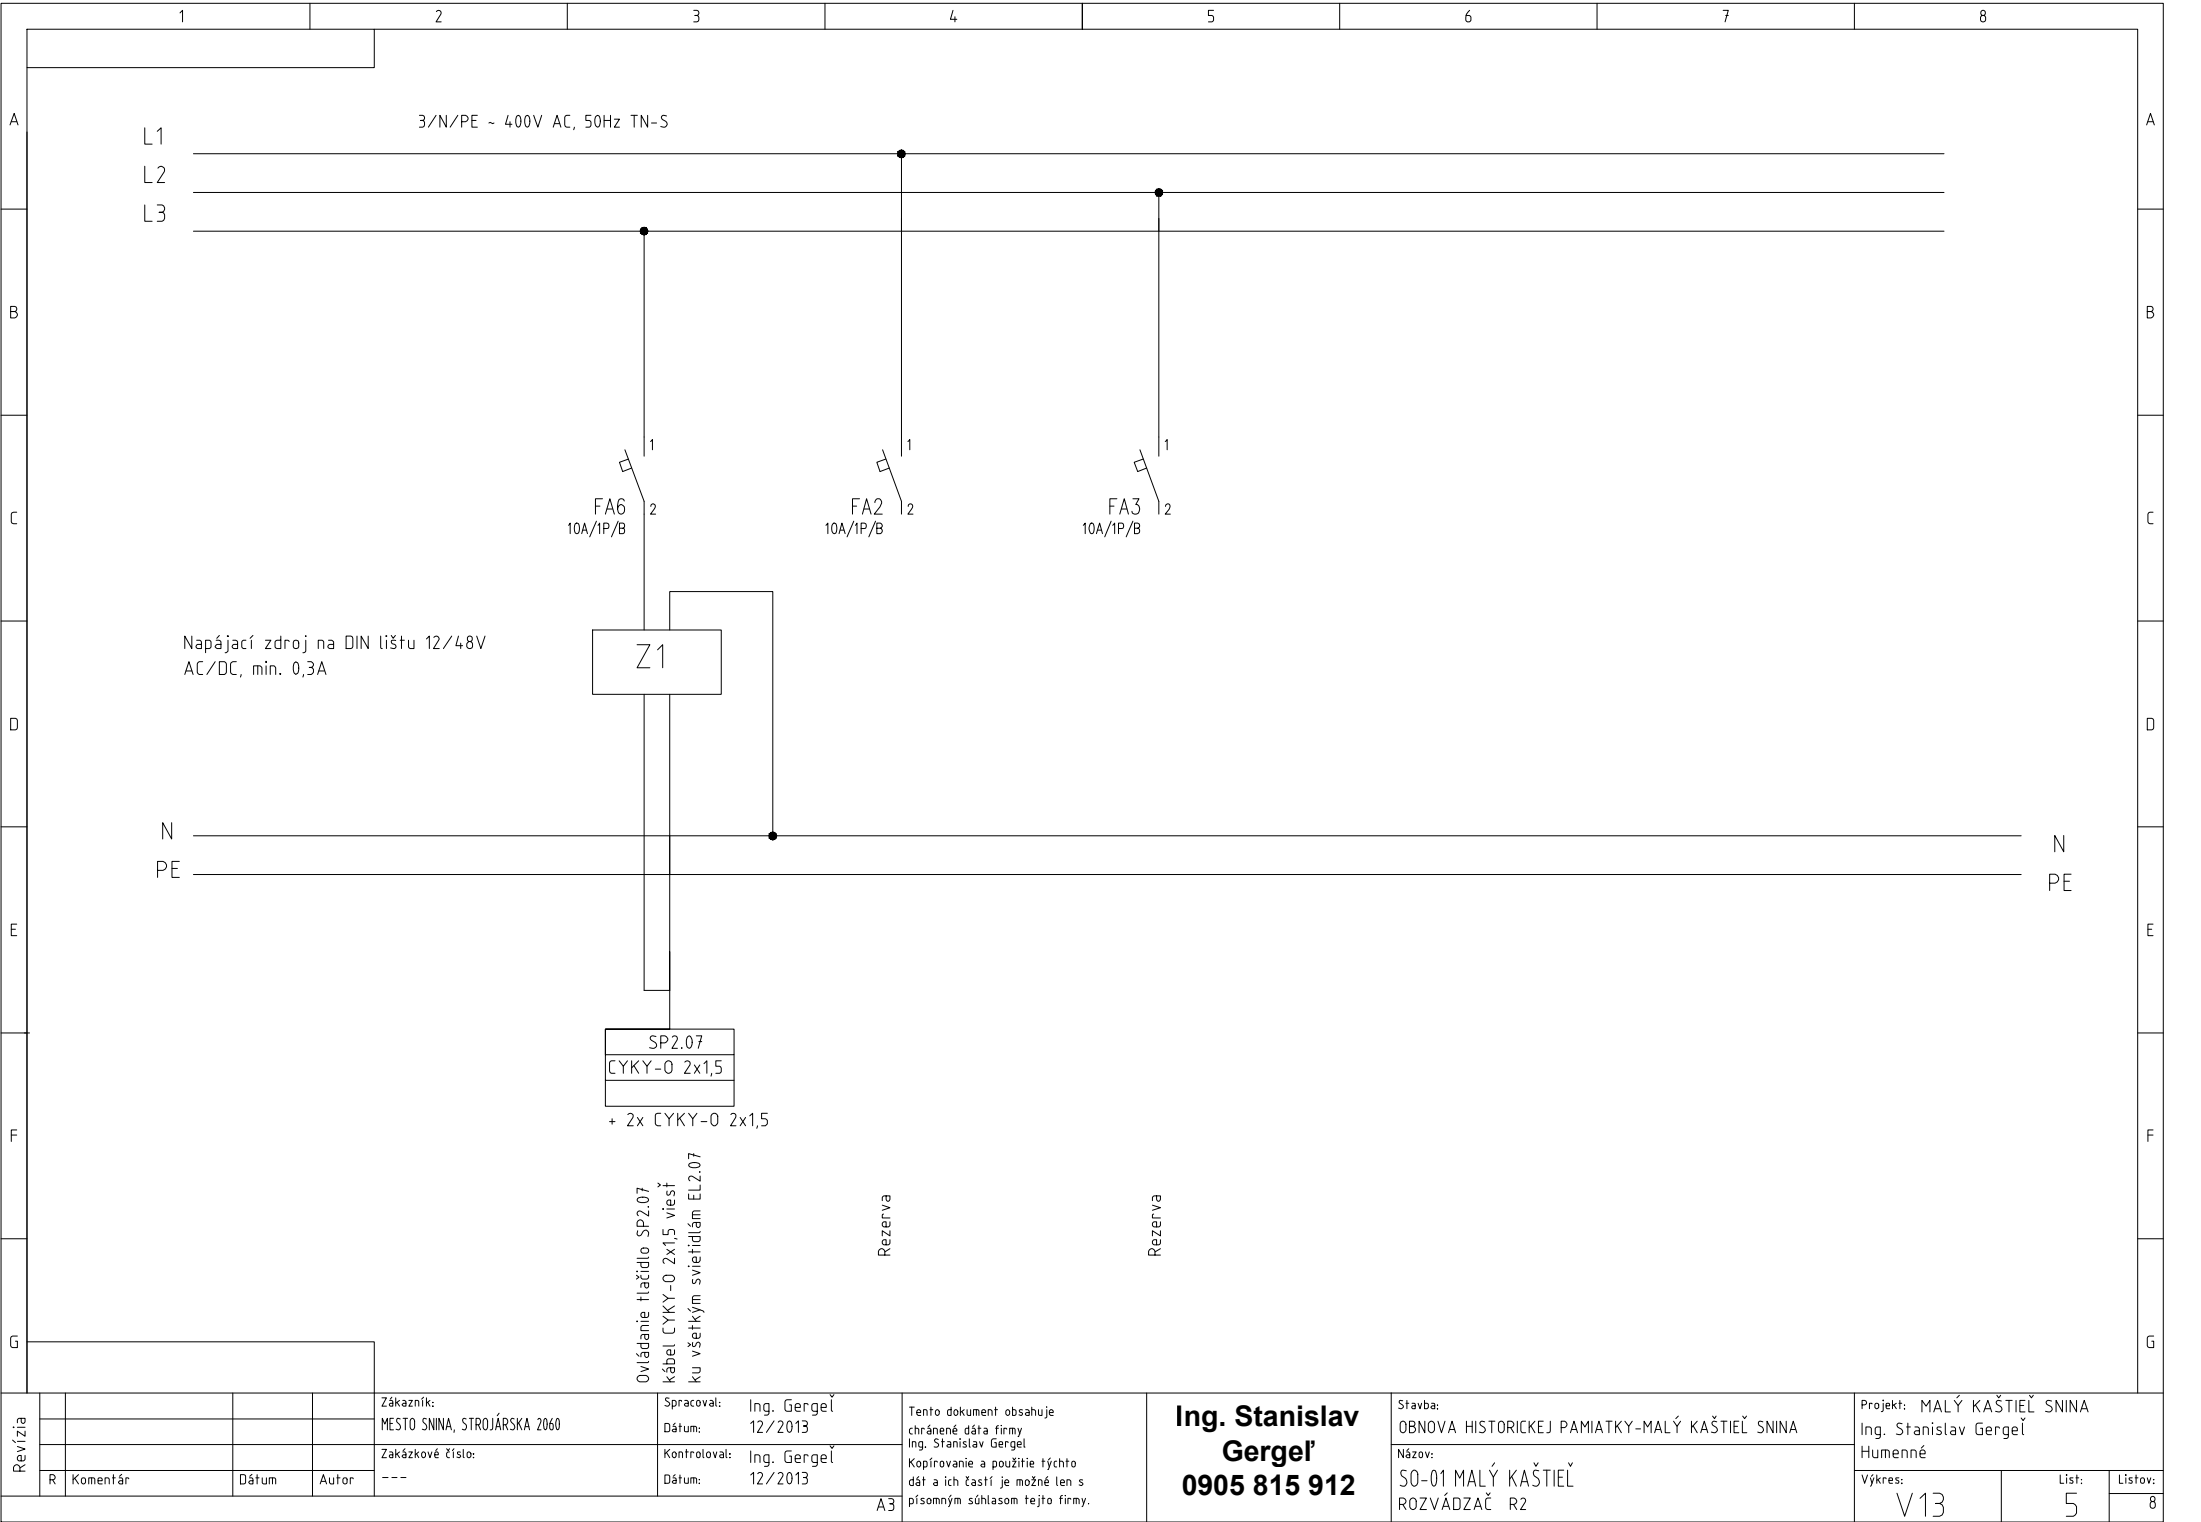 1 2 3 4 5 6 7 8
A A
3/N/PE ~ 400V AC, 50Hz TN-S
L1
L2
L3
B B
1 1 1
FA6 2 FA2 2 FA3 2
10A/1P/B 10A/1P/B 10A/1P/B
C C
Napájací zdroj na DIN lištu 12/48V
AC/DC, min. 0,3A
Z1
D D
N N
PE PE
E E
SP2.07
CYKY-O 2x1,5
+ 2x CYKY-O 2x1,5
F F
Ovládanie tlačidlo SP2.07
kábel CYKY-O 2x1,5 viesť
ku všetkým svietidlám EL2.07
Rezerva
Rezerva
G G
Revízia
R Komentár Dátum Autor
Zákazník:
MESTO SNINA, STROJÁRSKA 2060
Zakázkové číslo:
---
Spracoval: Ing. Gergeľ
Dátum: 12/2013
Kontroloval: Ing. Gergeľ
Dátum: 12/2013
A3
Tento dokument obsahuje
chránené dáta firmy
Ing. Stanislav Gergel
Kopírovanie a použitie týchto
dát a ich častí je možné len s
písomným súhlasom tejto firmy.
Ing. Stanislav
Gergeľ
0905 815 912
Stavba:
OBNOVA HISTORICKEJ PAMIATKY-MALÝ KAŠTIEĽ SNINA
Názov:
SO-01 MALÝ KAŠTIEĽ
ROZVÁDZAČ R2
Projekt: MALÝ KAŠTIEĽ SNINA
Ing. Stanislav Gergeľ
Humenné
Výkres: List: Listov:
V13 5 8